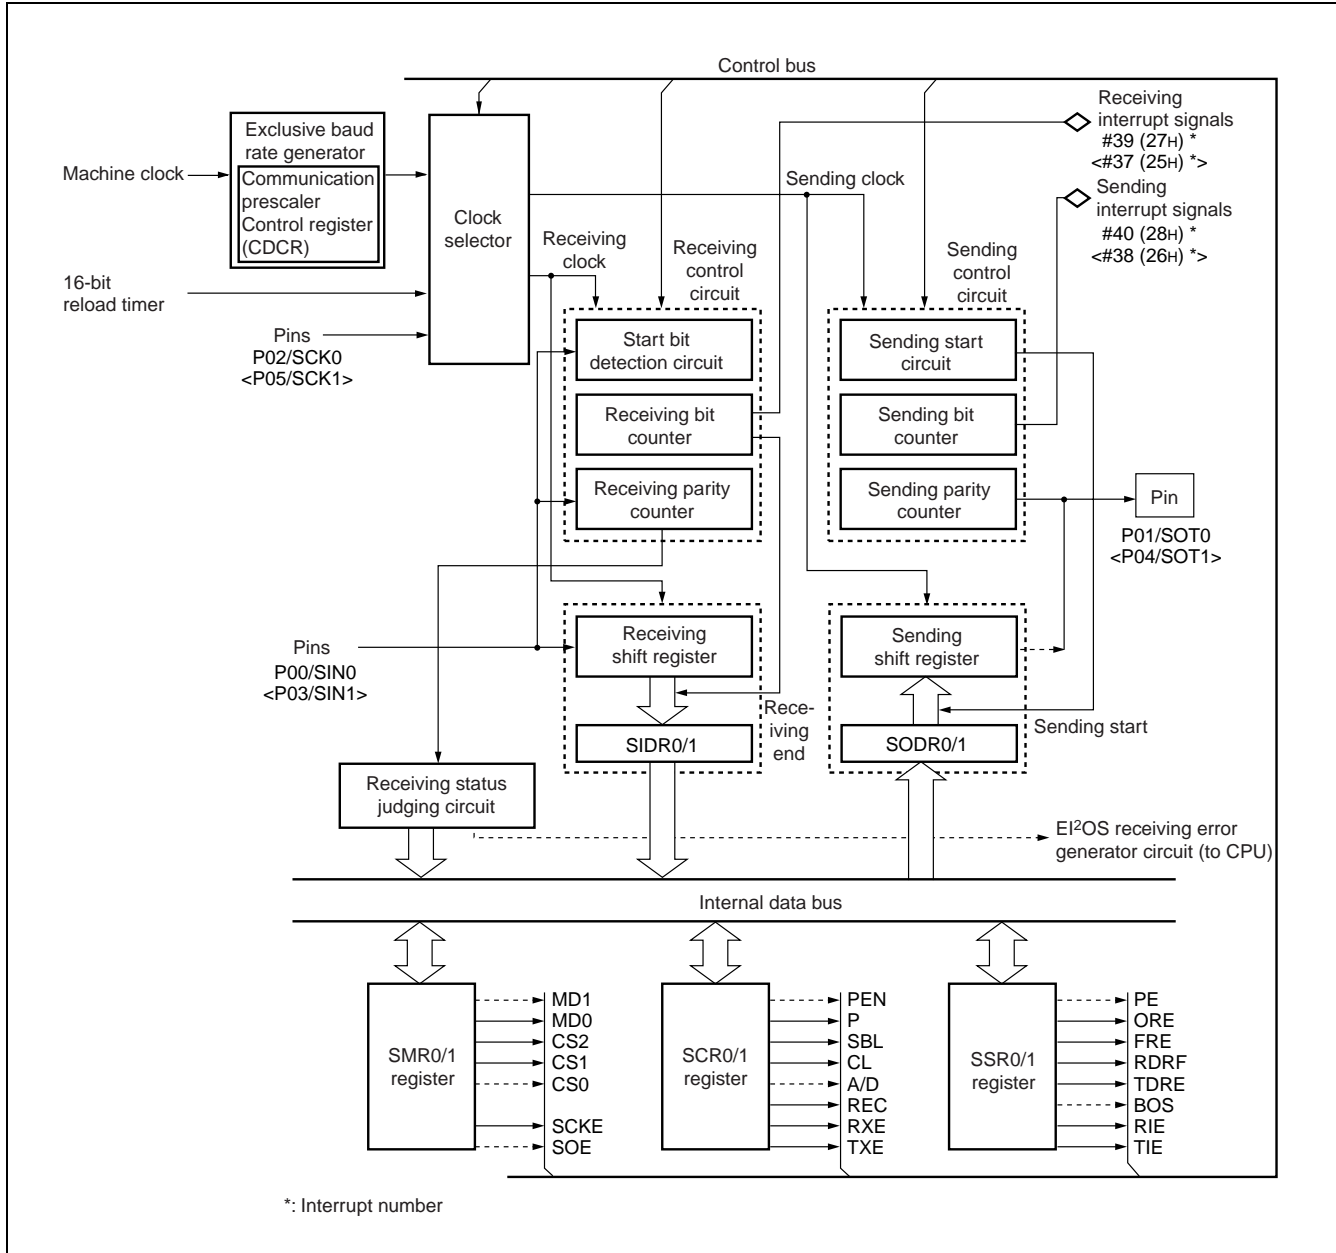 Control bus
Exclusive baud
rate generator
Communication
prescaler
Control register
(CDCR)
Machine clock
16-bit
reload timer
Pins
P02/SCK0
<P05/SCK1>
Clock
selector
Receiving
clock
Receiving
control
circuit
Sending clock
Sending
control
circuit
Receiving
interrupt signals
#39 (27H) *
<#37 (25H) *>
Sending
interrupt signals
#40 (28H) *
<#38 (26H) *>
Start bit
detection circuit
Receiving bit
counter
Receiving parity
counter
Sending start
circuit
Sending bit
counter
Sending parity
counter
Pin
P01/SOT0
<P04/SOT1>
Pins
P00/SIN0
<P03/SIN1>
Receiving
shift register
SIDR0/1
Rece-
iving
end
Sending
shift register
SODR0/1
Sending start
Receiving status
judging circuit
EI²OS receiving error
generator circuit (to CPU)
Internal data bus
SMR0/1
register
MD1
MD0
CS2
CS1
CS0
SCKE
SOE
SCR0/1
register
PEN
P
SBL
CL
A/D
REC
RXE
TXE
SSR0/1
register
PE
ORE
FRE
RDRF
TDRE
BOS
RIE
TIE
*: Interrupt number